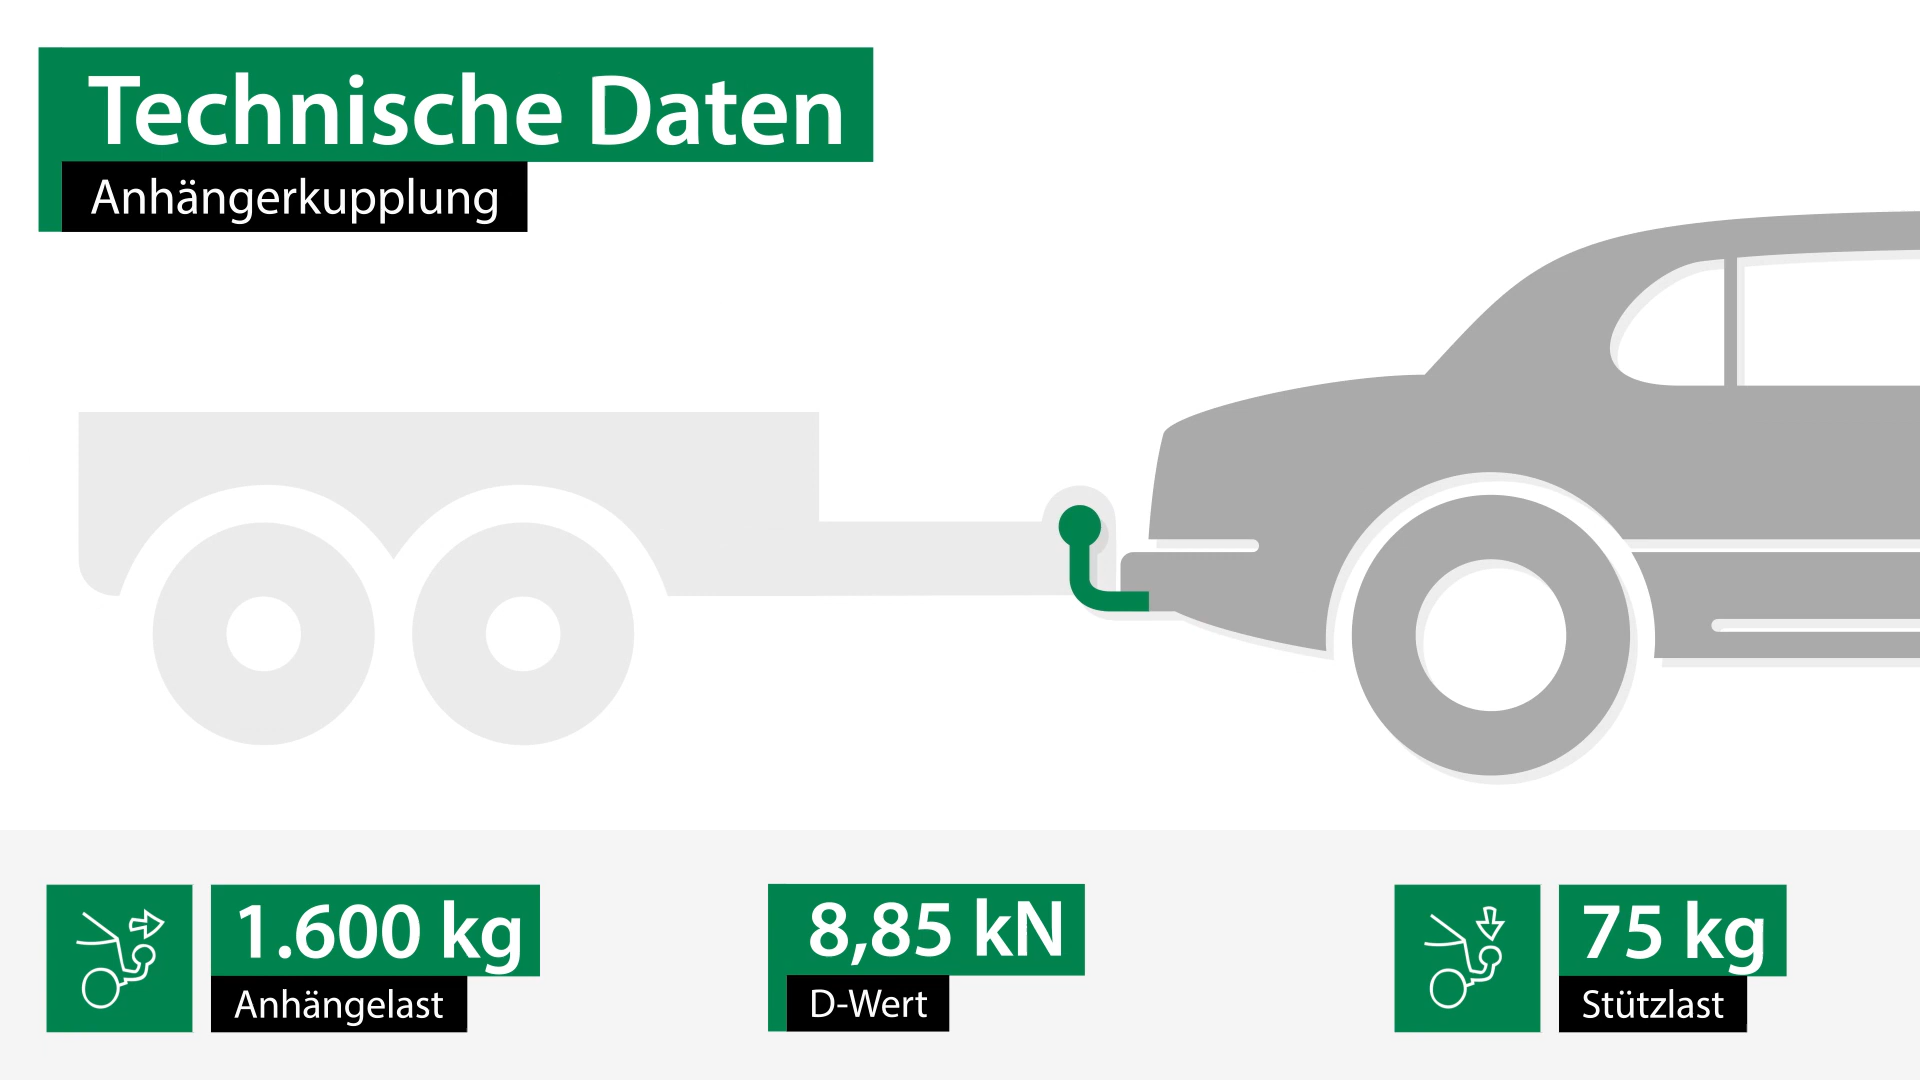 Technische Daten
Anhängerkupplung
1.600 kg
Anhängelast
8,85 kN
D-Wert
75 kg
Stützlast